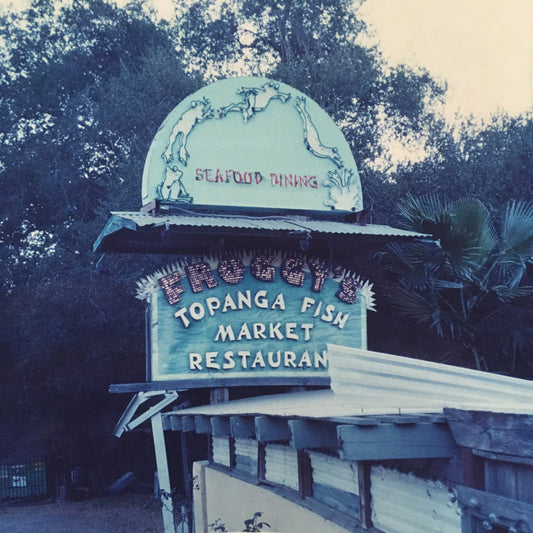 SEAFOOD DINING
FROGGY'S
TOPANGA FISH
MARKET
RESTAURAN